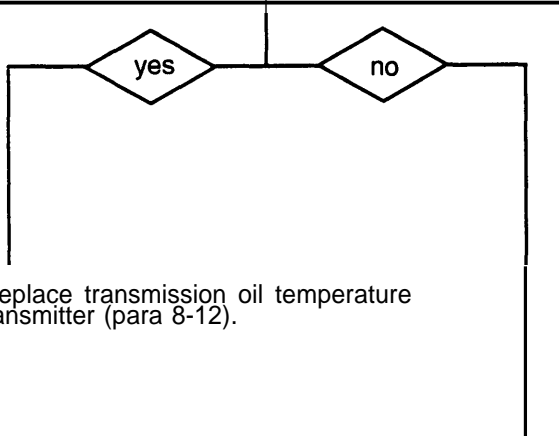 yes no
eplace transmission oil temperature
ansmitter (para 8-12).